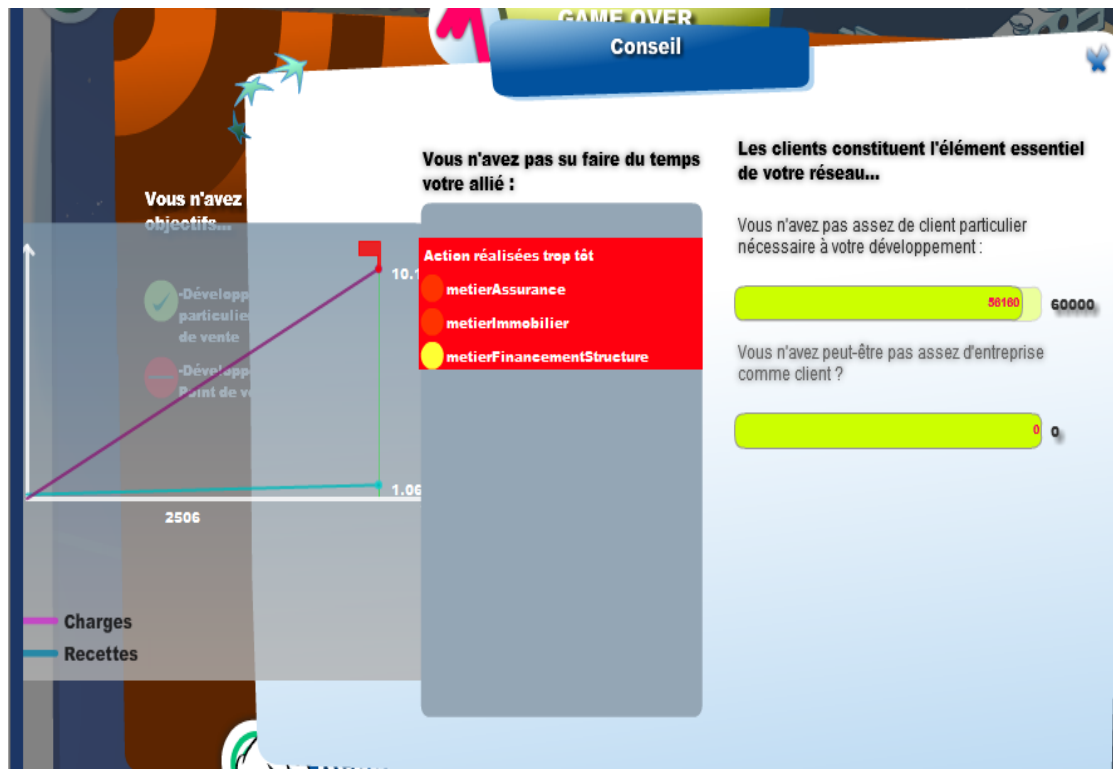 GAME OVER
Conseil
Vous n'avez
objectifs...
-Développ
particulie
de vente
-Développ
Point de v
10.1
1.06
2506
Charges
Recettes
Vous n'avez pas su faire du temps
votre allié :
Action réalisées trop tôt
metierAssurance
metierImmobilier
metierFinancementStructure
Les clients constituent l'élément essentiel
de votre réseau...
Vous n'avez pas assez de client particulier
nécessaire à votre développement :
56160
60000
Vous n'avez peut-être pas assez d'entreprise
comme client ?
0
0